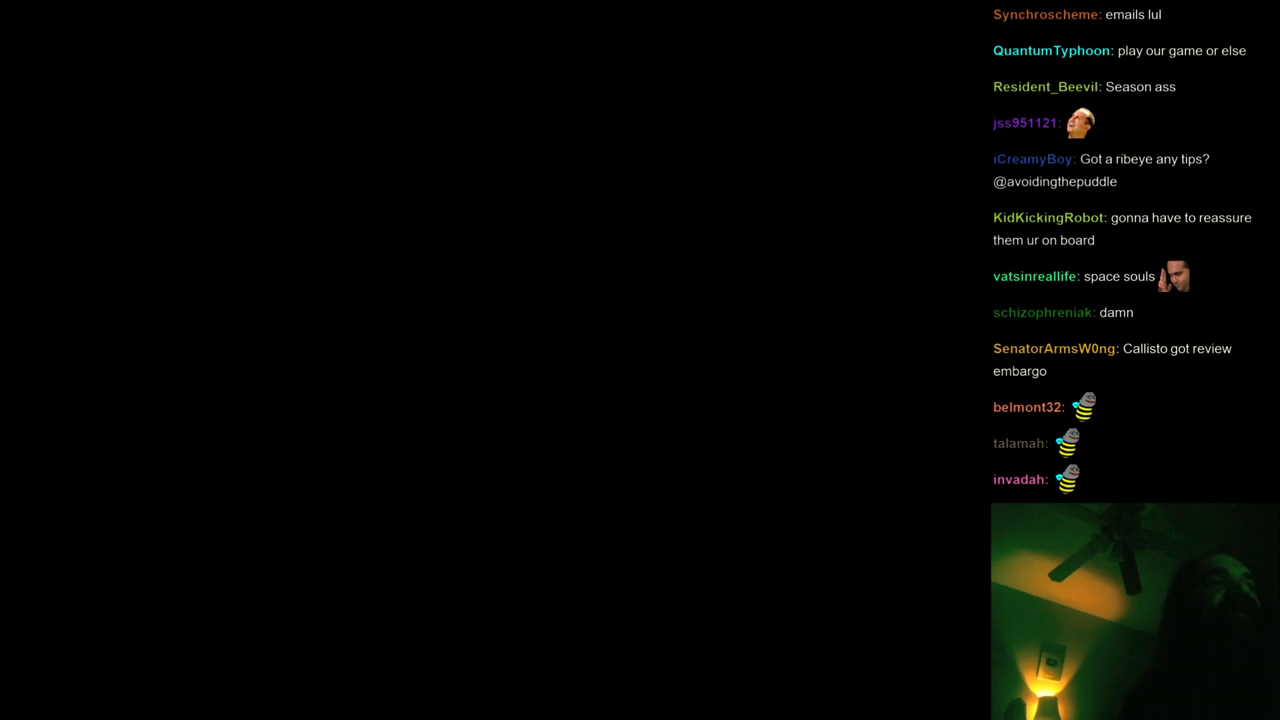 Synchroscheme: emails lul
QuantumTyphoon: play our game or else
Resident_Beevil: Season ass
jss951121:
iCreamyBoy: Got a ribeye any tips?
@avoidingthepuddle
KidKickingRobot: gonna have to reassure
them ur on board
vatsinreallife: space souls
schizophreniak: damn
SenatorArmsW0ng: Callisto got review
embargo
belmont32:
talamah:
invadah: